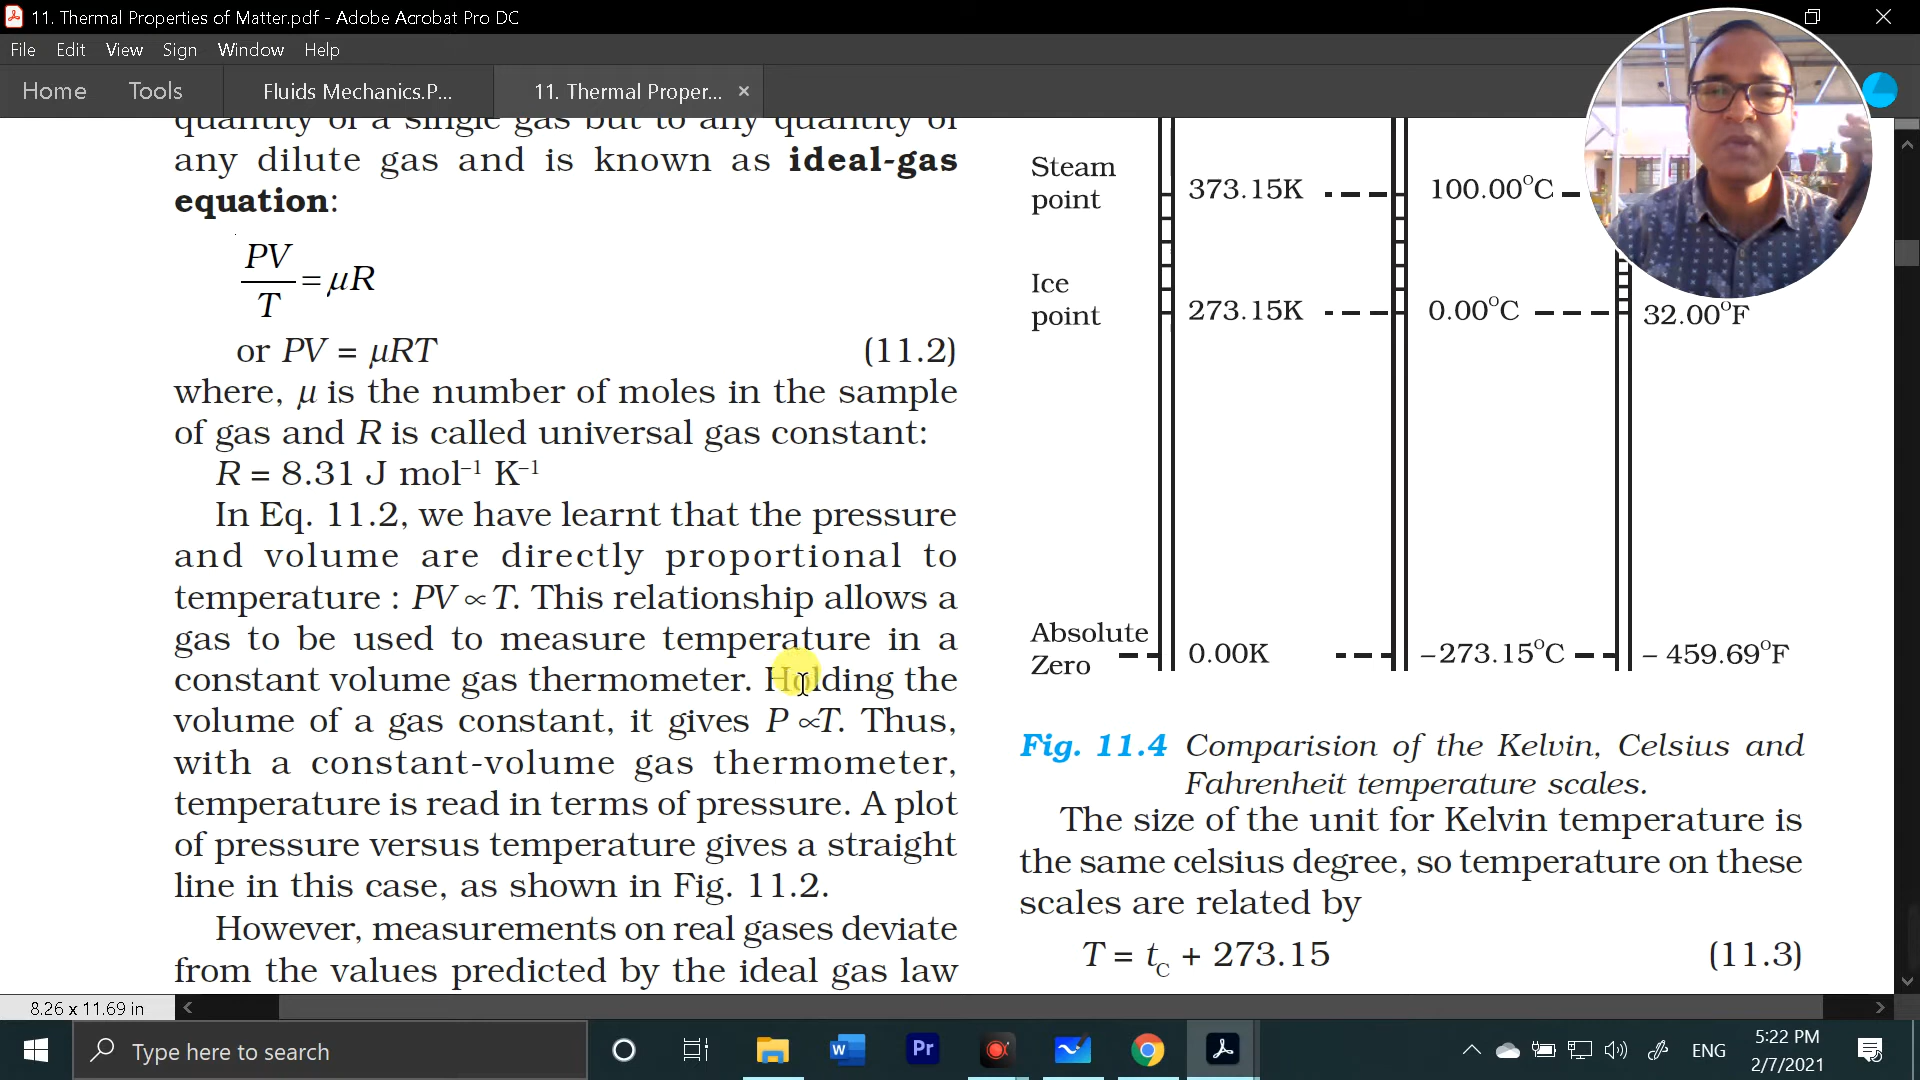 11. Thermal Properties of Matter.pdf - Adobe Acrobat Pro DC
File Edit View Sign Window Help
Home Tools Fluids Mechanics.P... 11. Thermal Proper... ×
quantity of a single gas but to any quantity of
any dilute gas and is known as ideal-gas
equation:
PV
T
= μR
or PV = μRT (11.2)
where, μ is the number of moles in the sample
of gas and R is called universal gas constant:
R = 8.31 J mol⁻¹ K⁻¹
In Eq. 11.2, we have learnt that the pressure
and volume are directly proportional to
temperature : PV ∝ T. This relationship allows a
gas to be used to measure temperature in a
constant volume gas thermometer. Holding the
volume of a gas constant, it gives P ∝T. Thus,
with a constant-volume gas thermometer,
temperature is read in terms of pressure. A plot
of pressure versus temperature gives a straight
line in this case, as shown in Fig. 11.2.
However, measurements on real gases deviate
from the values predicted by the ideal gas law
Steam
point
373.15K 100.00°C
Ice
point
273.15K 0.00°C 32.00°F
Absolute
Zero
0.00K –273.15°C – 459.69°F
Fig. 11.4 Comparision of the Kelvin, Celsius and
Fahrenheit temperature scales.
The size of the unit for Kelvin temperature is
the same celsius degree, so temperature on these
scales are related by
T = tC + 273.15 (11.3)
8.26 x 11.69 in
Type here to search
W
Pr
ENG
5:22 PM
2/7/2021